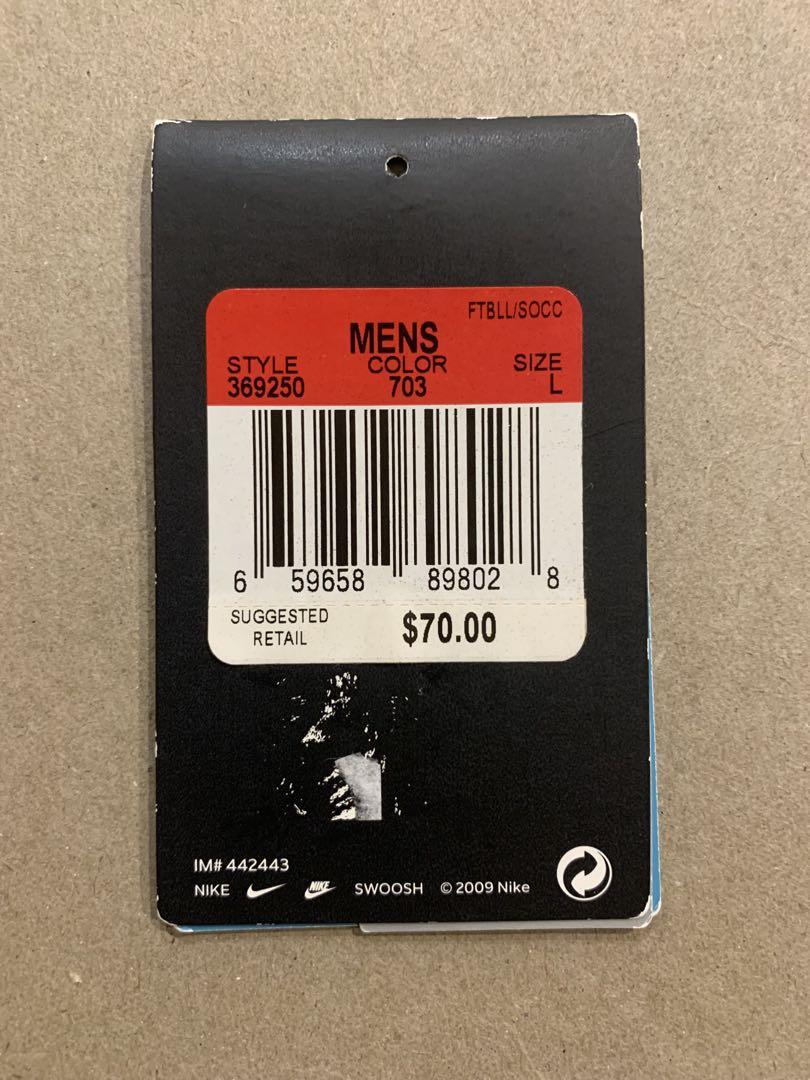 FTBLL/SOCC
MENS
STYLE COLOR SIZE
369250 703 L
6 59658 89802 8
SUGGESTED
RETAIL $70.00
IM# 442443
NIKE NIKE SWOOSH © 2009 Nike